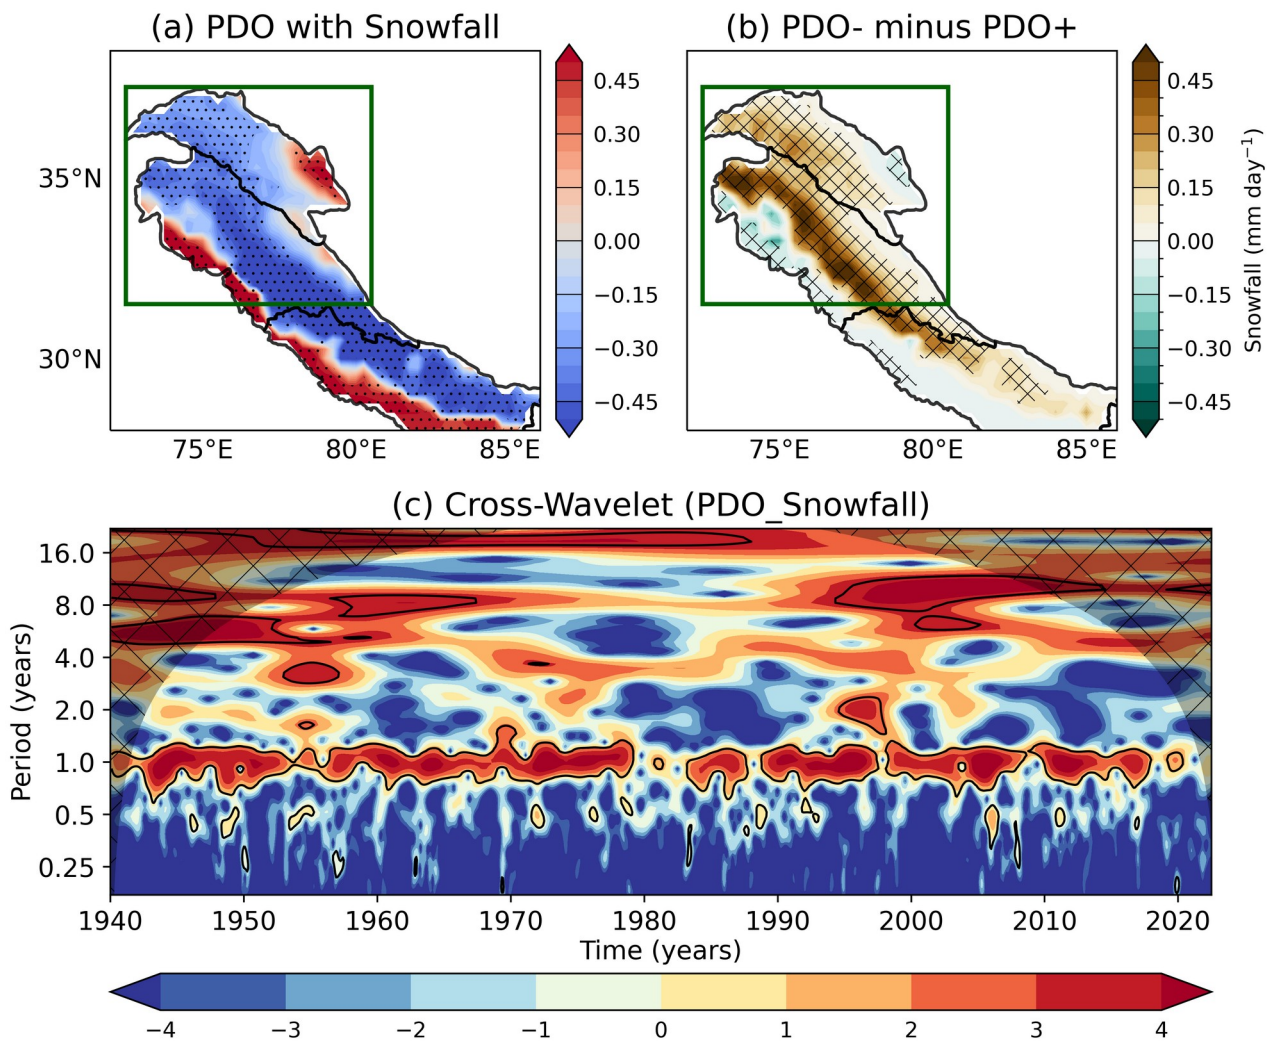 (a) PDO with Snowfall
(b) PDO- minus PDO+
35°N
30°N
75°E
80°E
85°E
0.45
0.30
0.15
0.00
−0.15
−0.30
−0.45
75°E
80°E
85°E
0.45
0.30
0.15
0.00
−0.15
−0.30
−0.45
Snowfall (mm day−1)
(c) Cross-Wavelet (PDO_Snowfall)
Period (years)
16.0
8.0
4.0
2.0
1.0
0.5
0.25
1940
1950
1960
1970
1980
1990
2000
2010
2020
Time (years)
−4
−3
−2
−1
0
1
2
3
4